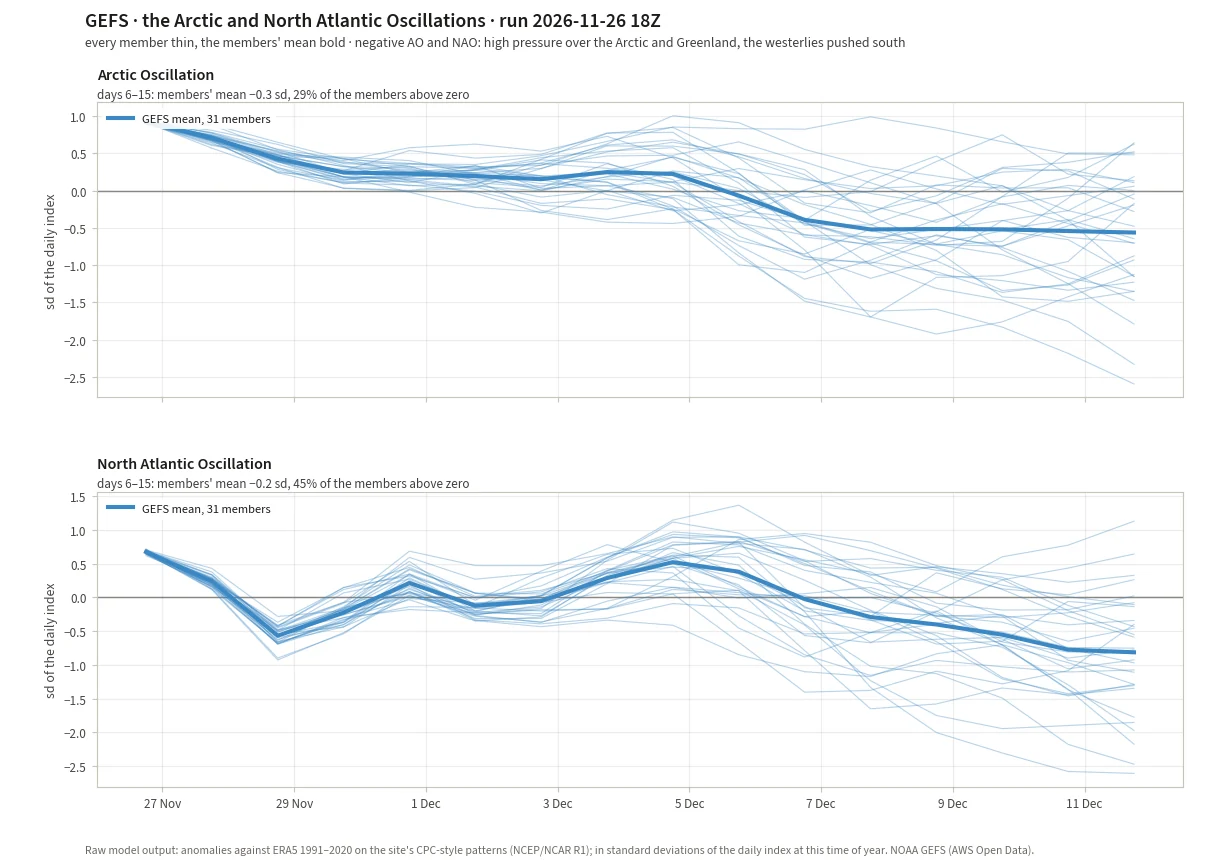 GEFS · the Arctic and North Atlantic Oscillations · run 2026-11-26 18Z
every member thin, the members' mean bold · negative AO and NAO: high pressure over the Arctic and Greenland, the westerlies pushed south
Arctic Oscillation
days 6–15: members' mean −0.3 sd, 29% of the members above zero
GEFS mean, 31 members
1.0
0.5
0.0
−0.5
−1.0
−1.5
−2.0
−2.5
sd of the daily index
North Atlantic Oscillation
days 6–15: members' mean −0.2 sd, 45% of the members above zero
GEFS mean, 31 members
1.5
1.0
0.5
0.0
−0.5
−1.0
−1.5
−2.0
−2.5
sd of the daily index
27 Nov 29 Nov 1 Dec 3 Dec 5 Dec 7 Dec 9 Dec 11 Dec
Raw model output: anomalies against ERA5 1991–2020 on the site's CPC-style patterns (NCEP/NCAR R1); in standard deviations of the daily index at this time of year. NOAA GEFS (AWS Open Data).